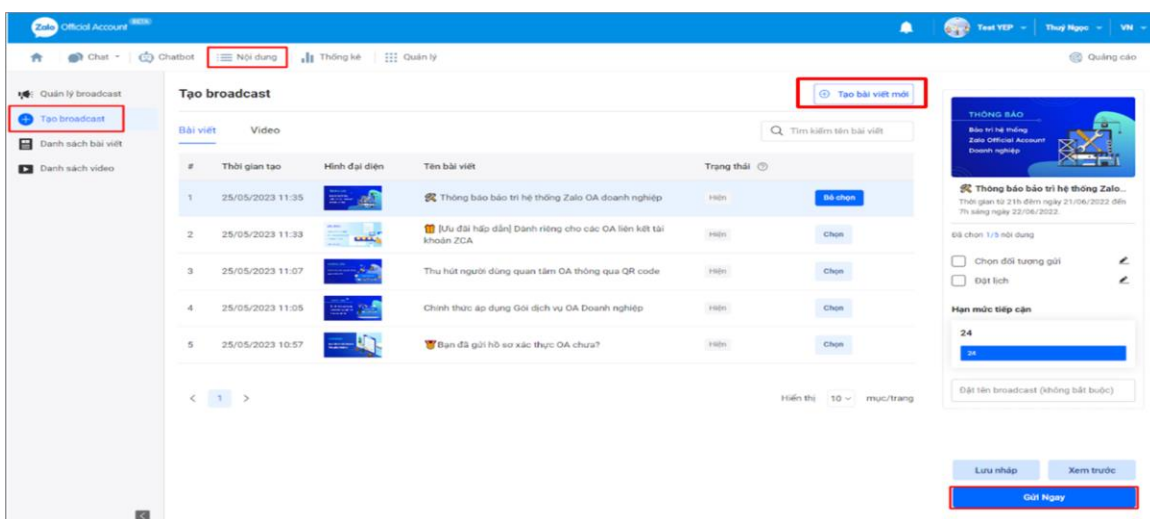 Zalo Official Account BETA
Test YEP
Thuý Ngọc
VN
Chat
Chatbot
Nội dung
Thống kê
Quản lý
Quảng cáo
Quản lý broadcast
Tạo broadcast
Danh sách bài viết
Danh sách video
Tạo broadcast
Tạo bài viết mới
Bài viết
Video
Tìm kiếm tên bài viết
# Thời gian tạo Hình đại diện Tên bài viết Trạng thái
1 25/05/2023 11:35 🛠 Thông báo bảo trì hệ thống Zalo OA doanh nghiệp Hiện Bỏ chọn
2 25/05/2023 11:33 🎁 [Ưu đãi hấp dẫn] Dành riêng cho các OA liên kết tài Hiện Chọn
khoản ZCA
3 25/05/2023 11:07 Thu hút người dùng quan tâm OA thông qua QR code Hiện Chọn
4 25/05/2023 11:05 Chính thức áp dụng Gói dịch vụ OA Doanh nghiệp Hiện Chọn
5 25/05/2023 10:57 🏅Bạn đã gửi hồ sơ xác thực OA chưa? Hiện Chọn
< 1 >
Hiển thị 10 mục/trang
THÔNG BÁO
Bảo trì hệ thống
Zalo Official Account
Doanh nghiệp
🛠 Thông báo bảo trì hệ thống Zalo...
Thời gian từ 21h đêm ngày 21/06/2022 đến
7h sáng ngày 22/06/2022.
Đã chọn 1/5 nội dung
Chọn đối tượng gửi
Đặt lịch
Hạn mức tiếp cận
24
24
Đặt tên broadcast (không bắt buộc)
Lưu nháp
Xem trước
Gửi Ngay